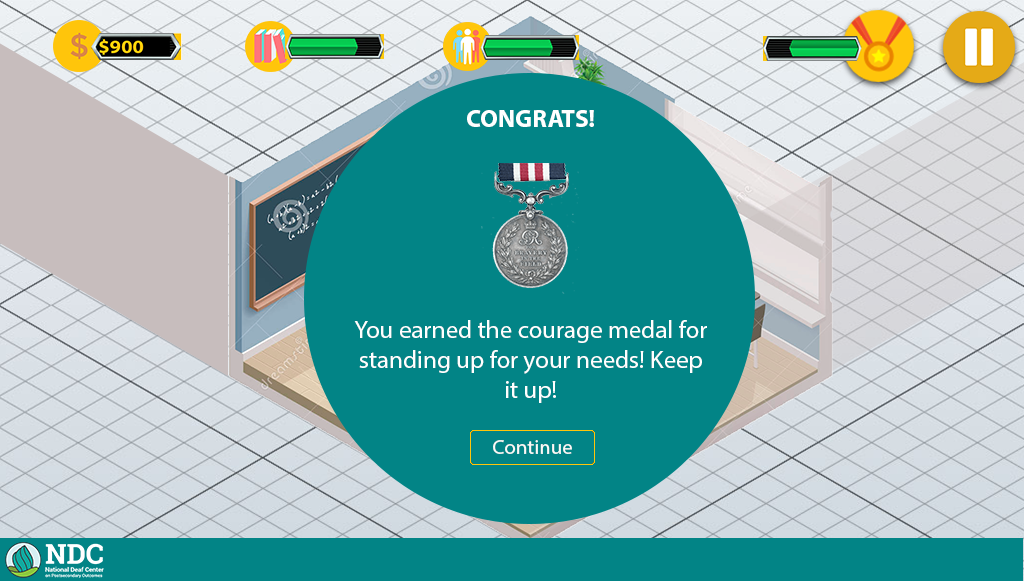 $ $900
CONGRATS!
You earned the courage medal for
standing up for your needs! Keep
it up!
Continue
NDC
National Deaf Center
on Postsecondary Outcomes